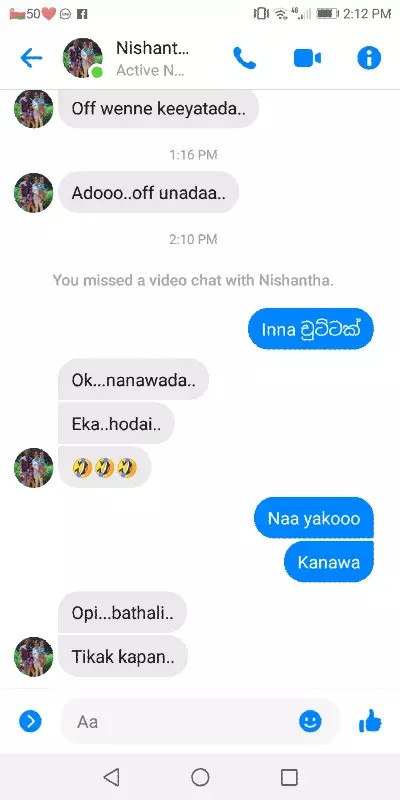 50
4G
2:12 PM
Nishant...
Active N...
Off wenne keeyatada..
1:16 PM
Adooo..off unadaa..
2:10 PM
You missed a video chat with Nishantha.
Inna චුට්ටක්
Ok...nanawada..
Eka..hodai..
Naa yakooo
Kanawa
Opi...bathali..
Tikak kapan..
Aa